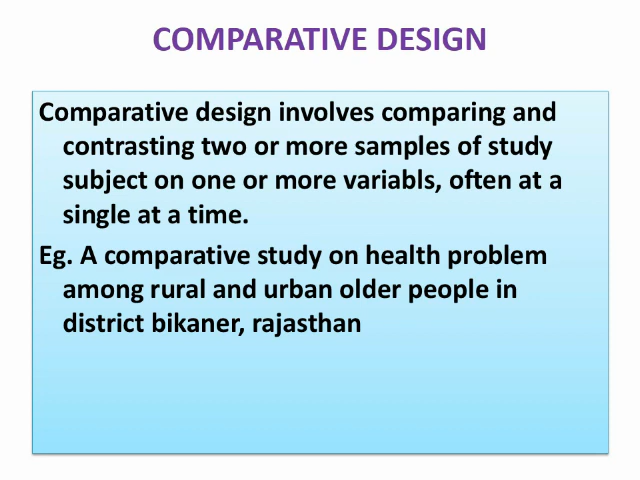 COMPARATIVE DESIGN
Comparative design involves comparing and
contrasting two or more samples of study
subject on one or more variabls, often at a
single at a time.
Eg. A comparative study on health problem
among rural and urban older people in
district bikaner, rajasthan